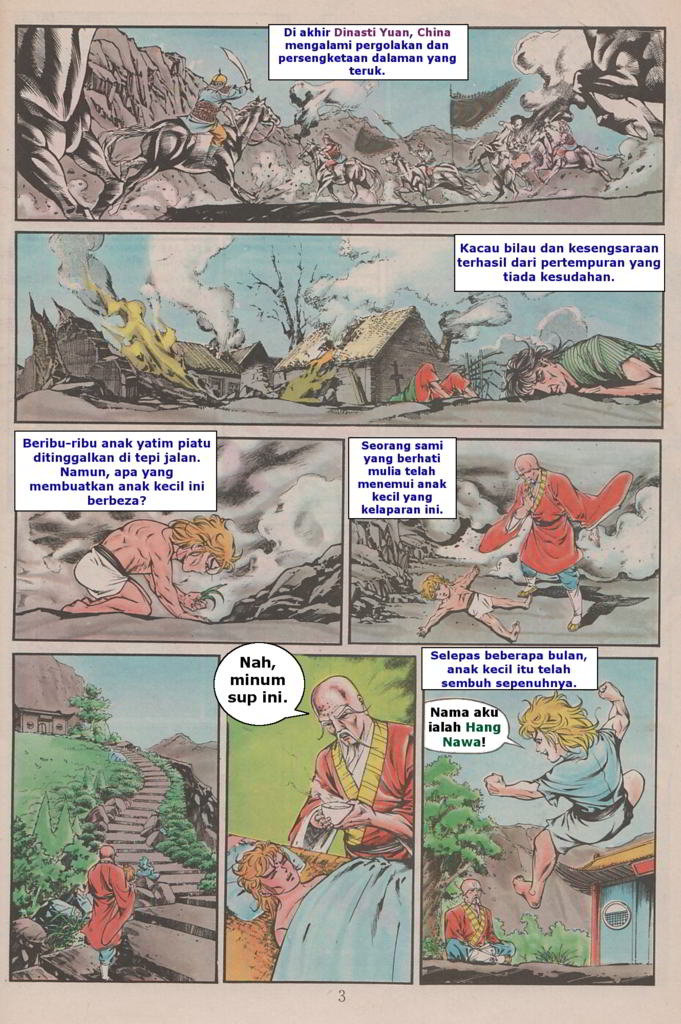 Di akhir Dinasti Yuan, China
mengalami pergolakan dan
persengketaan dalaman yang
teruk.
Kacau bilau dan kesengsaraan
terhasil dari pertempuran yang
tiada kesudahan.
Beribu-ribu anak yatim piatu
ditinggalkan di tepi jalan.
Namun, apa yang
membuatkan anak kecil ini
berbeza?
Seorang sami
yang berhati
mulia telah
menemui anak
kecil yang
kelaparan ini.
Nah,
minum
sup ini.
Selepas beberapa bulan,
anak kecil itu telah
sembuh sepenuhnya.
Nama aku
ialah Hang
Nawa!
3